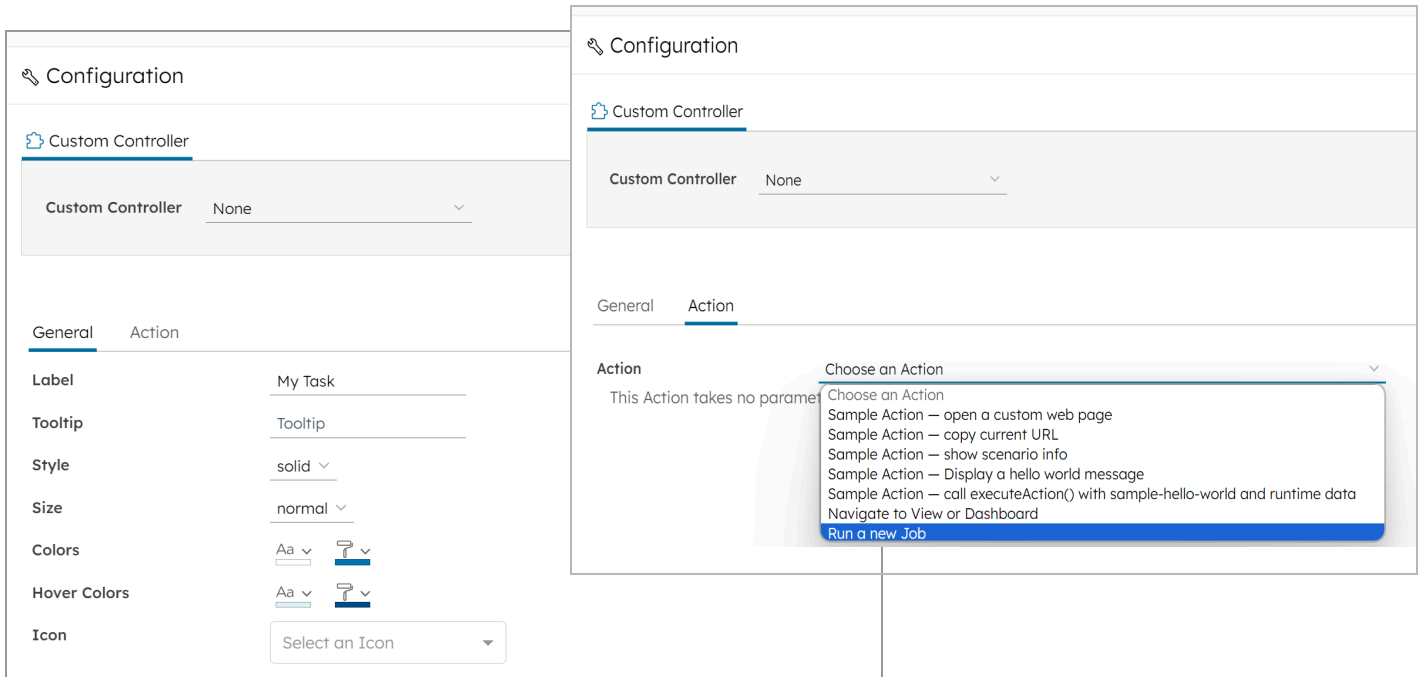 Configuration
Custom Controller
Custom Controller None
General Action
Label My Task
Tooltip Tooltip
Style solid
Size normal
Colors Aa
Hover Colors Aa
Icon Select an Icon
Configuration
Custom Controller
Custom Controller None
General Action
Action Choose an Action
This Action takes no paramet
Choose an Action
Sample Action — open a custom web page
Sample Action — copy current URL
Sample Action — show scenario info
Sample Action — Display a hello world message
Sample Action — call executeAction() with sample-hello-world and runtime data
Navigate to View or Dashboard
Run a new Job